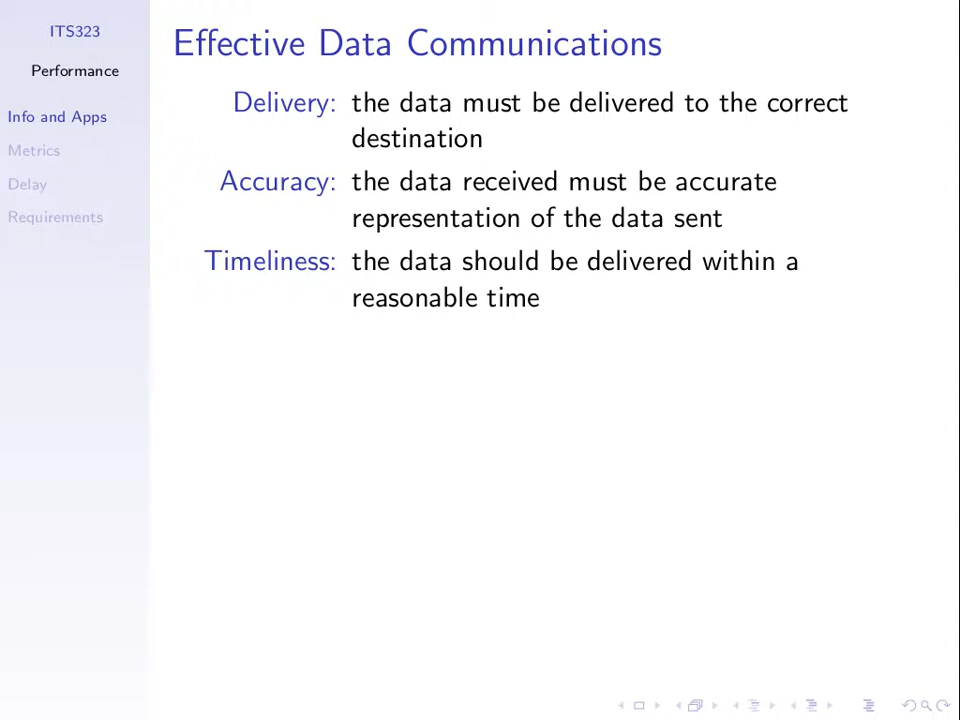 ITS323
Performance
Info and Apps
Metrics
Delay
Requirements
Effective Data Communications
Delivery: the data must be delivered to the correct
destination
Accuracy: the data received must be accurate
representation of the data sent
Timeliness: the data should be delivered within a
reasonable time